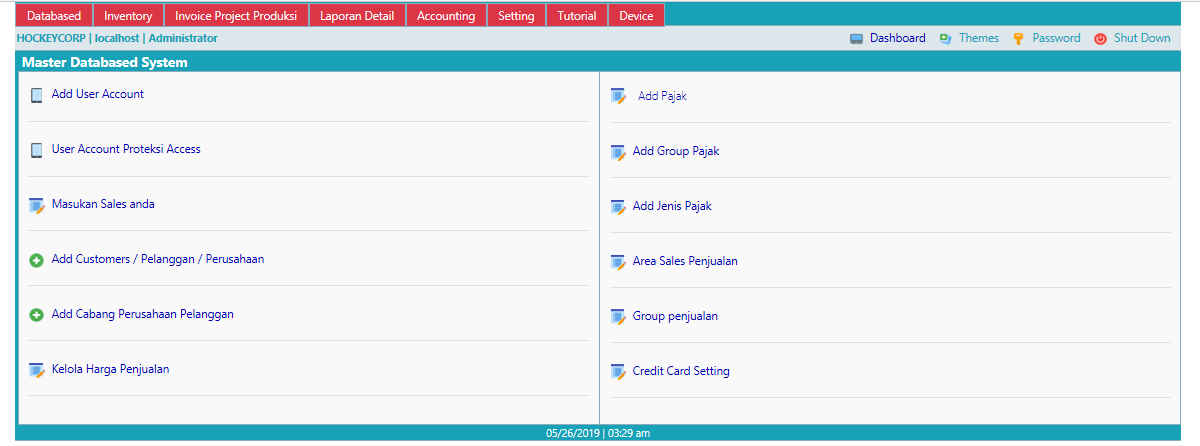 Databased Inventory Invoice Project Produksi Laporan Detail Accounting Setting Tutorial Device
HOCKEYCORP | localhost | Administrator Dashboard Themes Password Shut Down
Master Databased System
Add User Account
User Account Proteksi Access
Masukan Sales anda
Add Customers / Pelanggan / Perusahaan
Add Cabang Perusahaan Pelanggan
Kelola Harga Penjualan
Add Pajak
Add Group Pajak
Add Jenis Pajak
Area Sales Penjualan
Group penjualan
Credit Card Setting
05/26/2019 | 03:29 am